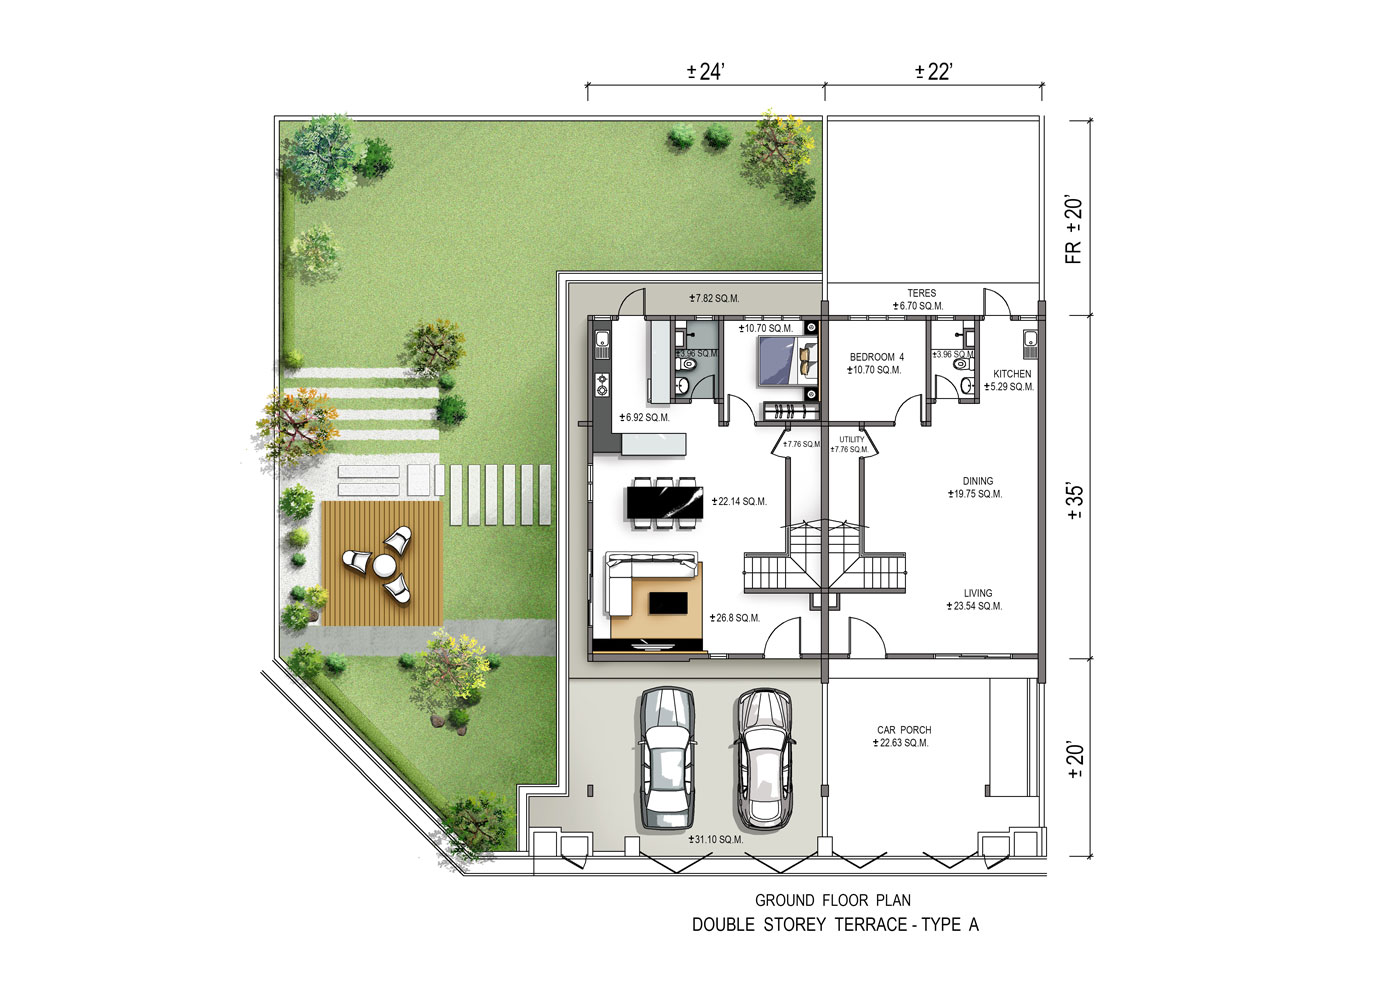 ±24’
±22’
FR ±20’
±7.82 SQ.M.
TERES
±6.70 SQ.M.
±10.70 SQ.M.
±3.96 SQ.M
BEDROOM 4
±10.70 SQ.M.
±3.96 SQ.M
KITCHEN
±5.29 SQ.M.
±6.92 SQ.M.
±7.76 SQ.M
UTILITY
±7.76 SQ.M.
DINING
±19.75 SQ.M.
±22.14 SQ.M.
±35’
LIVING
±23.54 SQ.M.
±26.8 SQ.M.
CAR PORCH
±22.63 SQ.M.
±20’
±31.10 SQ.M.
GROUND FLOOR PLAN
DOUBLE STOREY TERRACE - TYPE A